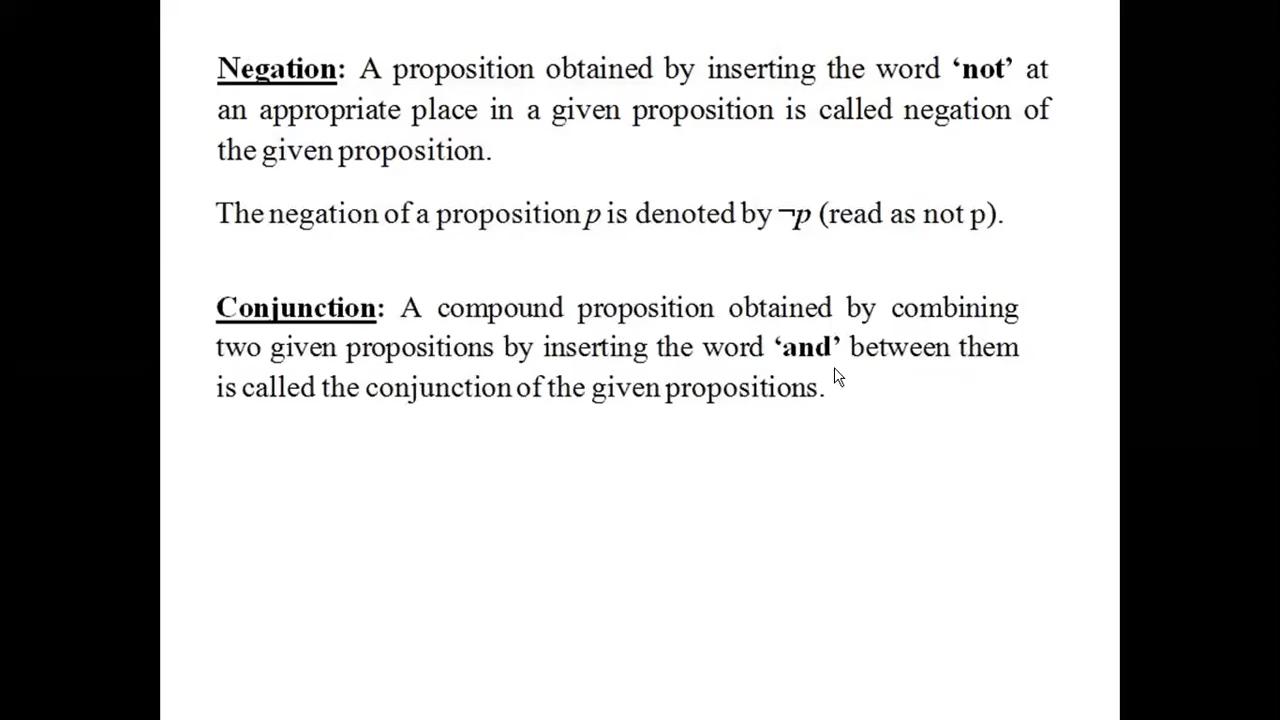 Negation: A proposition obtained by inserting the word ‘not’ at
an appropriate place in a given proposition is called negation of
the given proposition.
The negation of a proposition p is denoted by ¬p (read as not p).
Conjunction: A compound proposition obtained by combining
two given propositions by inserting the word ‘and’ between them
is called the conjunction of the given propositions.